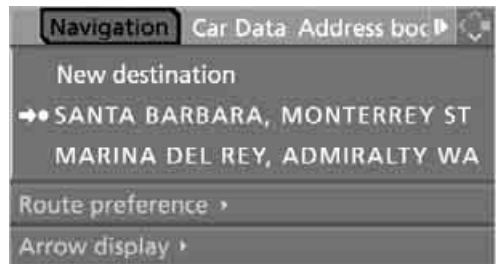 Navigation Car Data Address boc
New destination
SANTA BARBARA, MONTERREY ST
MARINA DEL REY, ADMIRALTY WA
Route preference
Arrow display